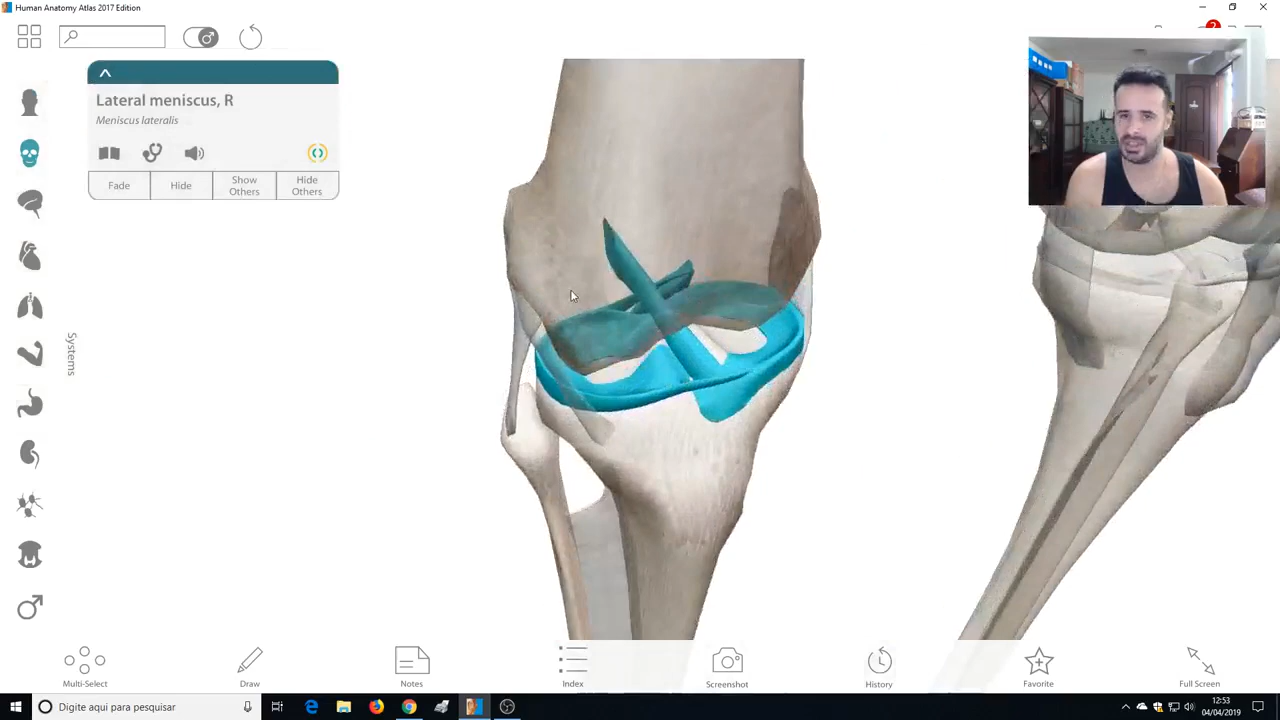 Human Anatomy Atlas 2017 Edition
2
Lateral meniscus, R
Meniscus lateralis
Fade
Hide
Show
Others
Hide
Others
Systems
Multi-Select
Draw
Notes
Index
Screenshot
History
Favorite
Full Screen
Digite aqui para pesquisar
12:53
04/04/2019